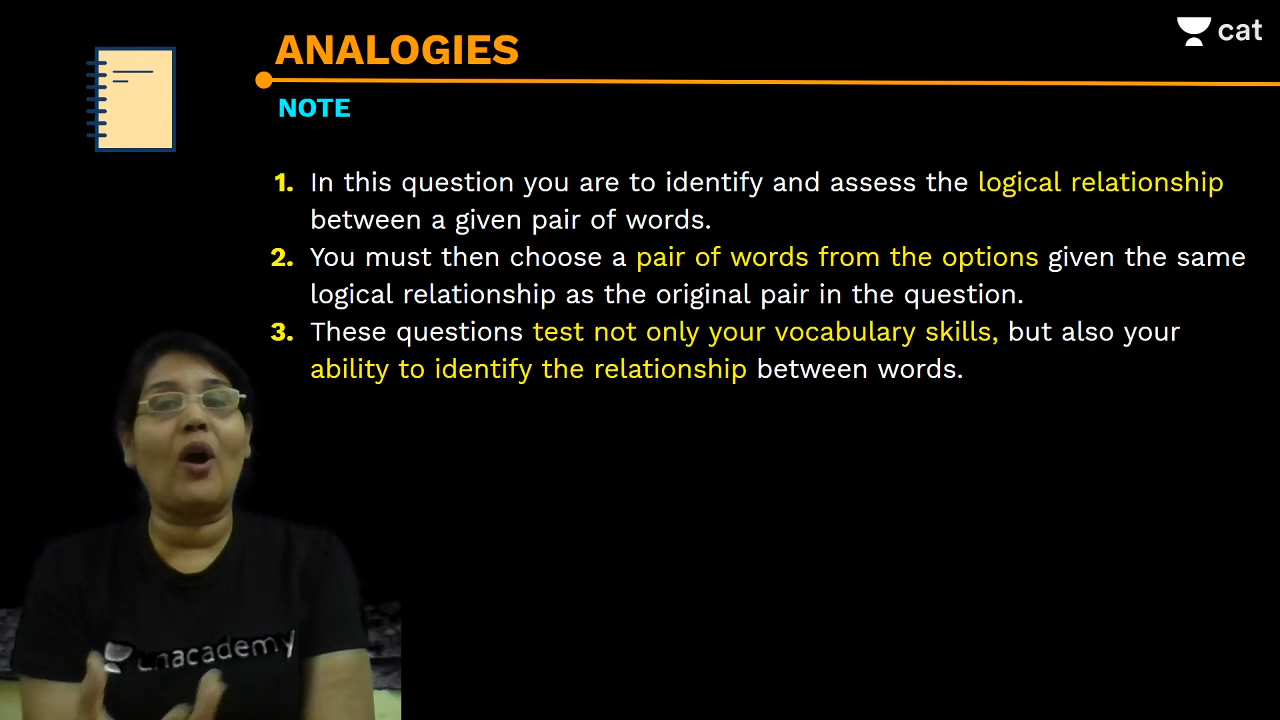 cat
ANALOGIES
NOTE
1. In this question you are to identify and assess the logical relationship
between a given pair of words.
2. You must then choose a pair of words from the options given the same
logical relationship as the original pair in the question.
3. These questions test not only your vocabulary skills, but also your
ability to identify the relationship between words.
unacademy